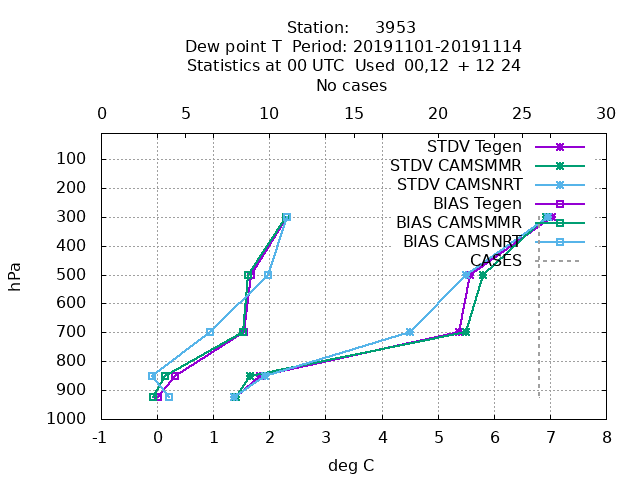 Station: 3953
Dew point T Period: 20191101-20191114
Statistics at 00 UTC Used 00,12 + 12 24
No cases
0 5 10 15 20 25 30
STDV Tegen
STDV CAMSMMR
STDV CAMSNRT
BIAS Tegen
BIAS CAMSMMR
BIAS CAMSNRT
CASES
hPa
100
200
300
400
500
600
700
800
900
1000
-1 0 1 2 3 4 5 6 7 8
deg C